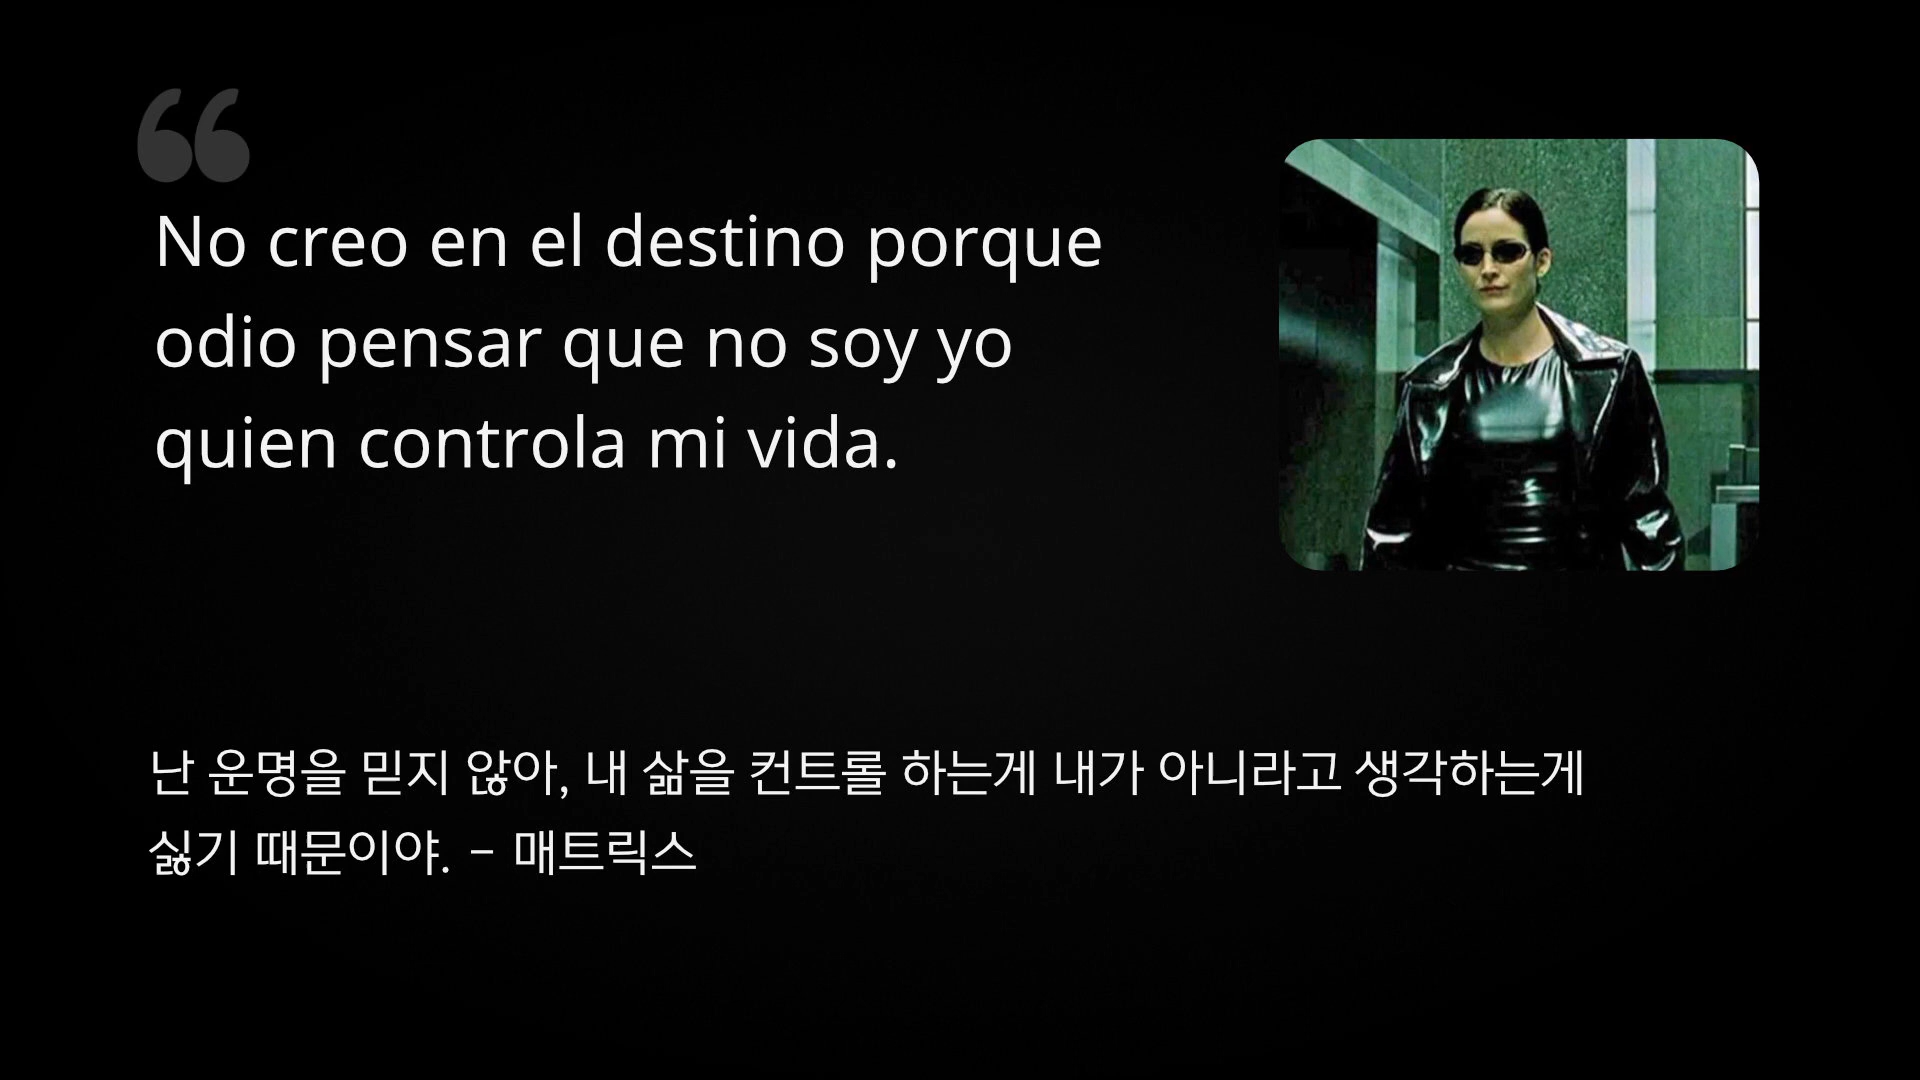 No creo en el destino porque
odio pensar que no soy yo
quien controla mi vida.
난 운명을 믿지 않아, 내 삶을 컨트롤 하는게 내가 아니라고 생각하는게
싫기 때문이야. - 매트릭스